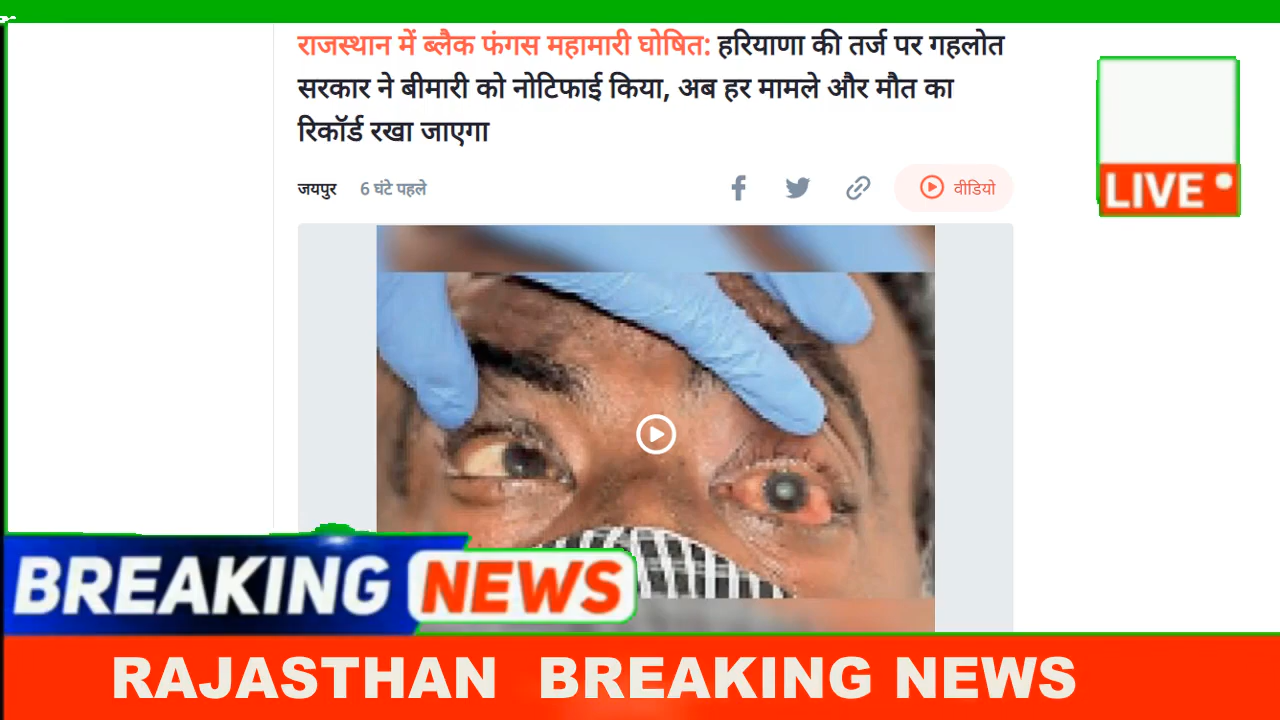 राजस्थान में ब्लैक फंगस महामारी घोषित: हरियाणा की तर्ज पर गहलोत
सरकार ने बीमारी को नोटिफाई किया, अब हर मामले और मौत का
रिकॉर्ड रखा जाएगा
जयपुर 6 घंटे पहले
वीडियो
LIVE
BREAKING NEWS
RAJASTHAN BREAKING NEWS